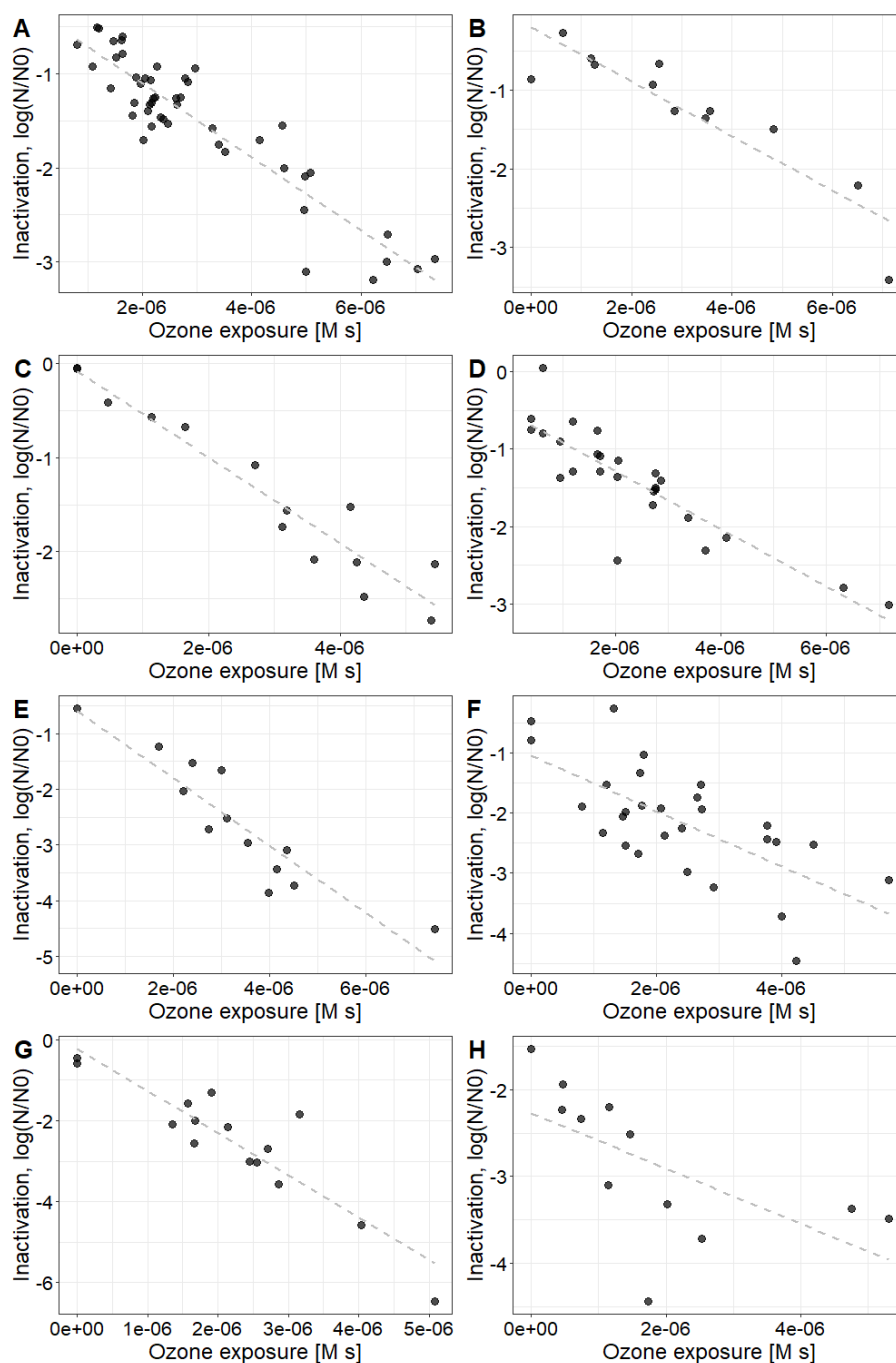 A
Inactivation, log(N/N0)
-1
-2
-3
2e-06 4e-06 6e-06
Ozone exposure [M s]
B
Inactivation, log(N/N0)
-1
-2
-3
0e+00 2e-06 4e-06 6e-06
Ozone exposure [M s]
C
Inactivation, log(N/N0)
0
-1
-2
0e+00 2e-06 4e-06
Ozone exposure [M s]
D
Inactivation, log(N/N0)
0
-1
-2
-3
2e-06 4e-06 6e-06
Ozone exposure [M s]
E
Inactivation, log(N/N0)
-1
-2
-3
-4
-5
0e+00 2e-06 4e-06 6e-06
Ozone exposure [M s]
F
Inactivation, log(N/N0)
-1
-2
-3
-4
0e+00 2e-06 4e-06
Ozone exposure [M s]
G
Inactivation, log(N/N0)
0
-2
-4
-6
0e+00 1e-06 2e-06 3e-06 4e-06 5e-06
Ozone exposure [M s]
H
Inactivation, log(N/N0)
-2
-3
-4
0e+00 2e-06 4e-06
Ozone exposure [M s]